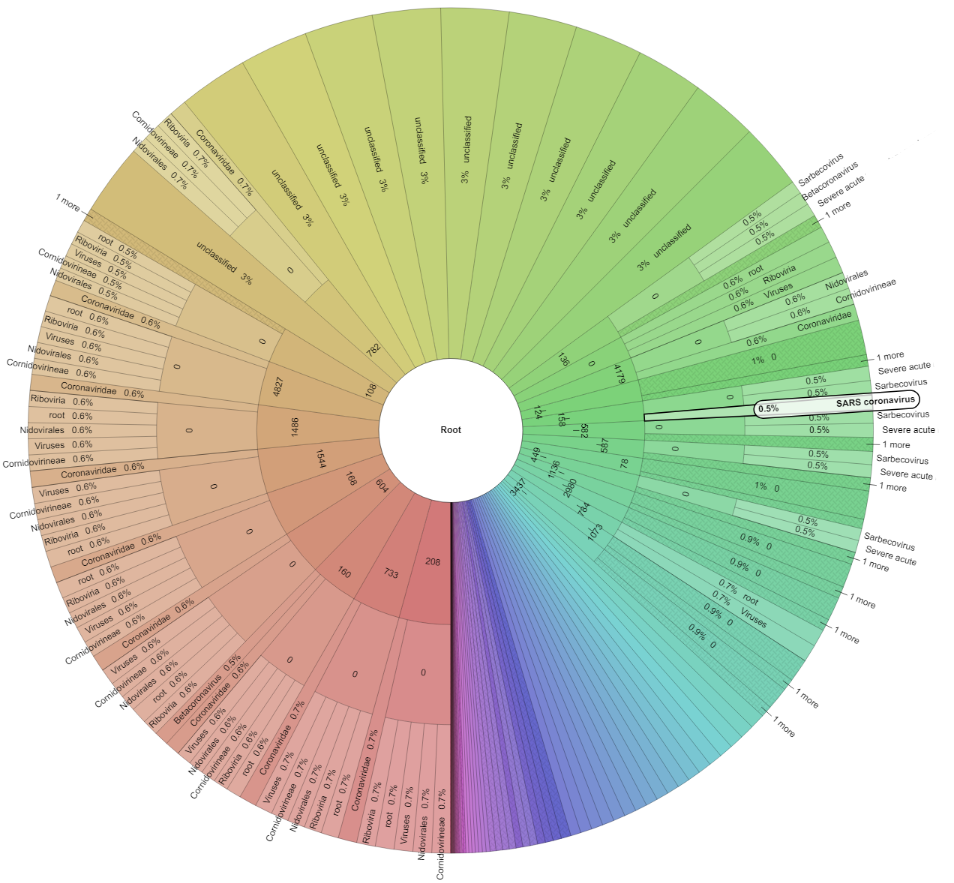 Root
unclassified 3%
unclassified 3%
unclassified 3%
unclassified 3%
unclassified 3%
3% unclassified
3% unclassified
3% unclassified
3% unclassified
3% unclassified
Coronaviridae 0.7%
Riboviria 0.7%
Cornidovirineae 0.7%
Nidovirales 0.7%
0
782
108
1 more
root 0.5%
Riboviria 0.5%
Viruses 0.5%
Cornidovirineae 0.5%
Nidovirales 0.5%
Coronaviridae 0.6%
0
4827
root 0.6%
Riboviria 0.6%
Viruses 0.6%
Nidovirales 0.6%
Cornidovirineae 0.6%
Coronaviridae 0.6%
0
1486
Riboviria 0.6%
root 0.6%
Nidovirales 0.6%
Viruses 0.6%
Cornidovirineae 0.6%
Coronaviridae 0.6%
0
1544
Viruses 0.6%
Cornidovirineae 0.6%
Nidovirales 0.6%
Riboviria 0.6%
root 0.6%
Coronaviridae 0.6%
0
168
604
root 0.6%
Riboviria 0.6%
Nidovirales 0.6%
Viruses 0.6%
Cornidovirineae 0.6%
Coronaviridae 0.6%
0
Viruses 0.6%
Cornidovirineae 0.6%
Nidovirales 0.6%
root 0.6%
Riboviria 0.6%
Betacoronavirus 0.5%
Coronaviridae 0.6%
0
160
Viruses 0.6%
Nidovirales 0.6%
Cornidovirineae 0.6%
Riboviria 0.6%
root 0.6%
Coronaviridae 0.7%
0
733
Viruses 0.7%
Cornidovirineae 0.7%
Nidovirales 0.7%
Riboviria 0.7%
root 0.7%
Coronaviridae 0.7%
0
208
Riboviria 0.7%
root 0.7%
Viruses 0.7%
Nidovirales 0.7%
Cornidovirineae 0.7%
0.5% Sarbecovirus
0.5% Betacoronavirus
0.5% Severe acute
1 more
0
136
0.6% root
0.6% Riboviria
0.6% Viruses
0
4179
0.6% Nidovirales
0.6% Cornidovirineae
0.6% Coronaviridae
0
1% 0
1 more
124
158
582
587
78
0
0.5% Severe acute
0.5% Sarbecovirus
0.5% SARS coronavirus
0
0.5% Sarbecovirus
0.5% Severe acute
1 more
0
0.5% Sarbecovirus
0.5% Severe acute
1% 0
1 more
0
0.5% Sarbecovirus
0.5% Severe acute
0.9% 0
1 more
0.9% 0
1 more
0.7% root
0.7% Viruses
0.9% 0
1 more
0.9% 0
1 more
1 more
449
1136
2980
784
1073
3437